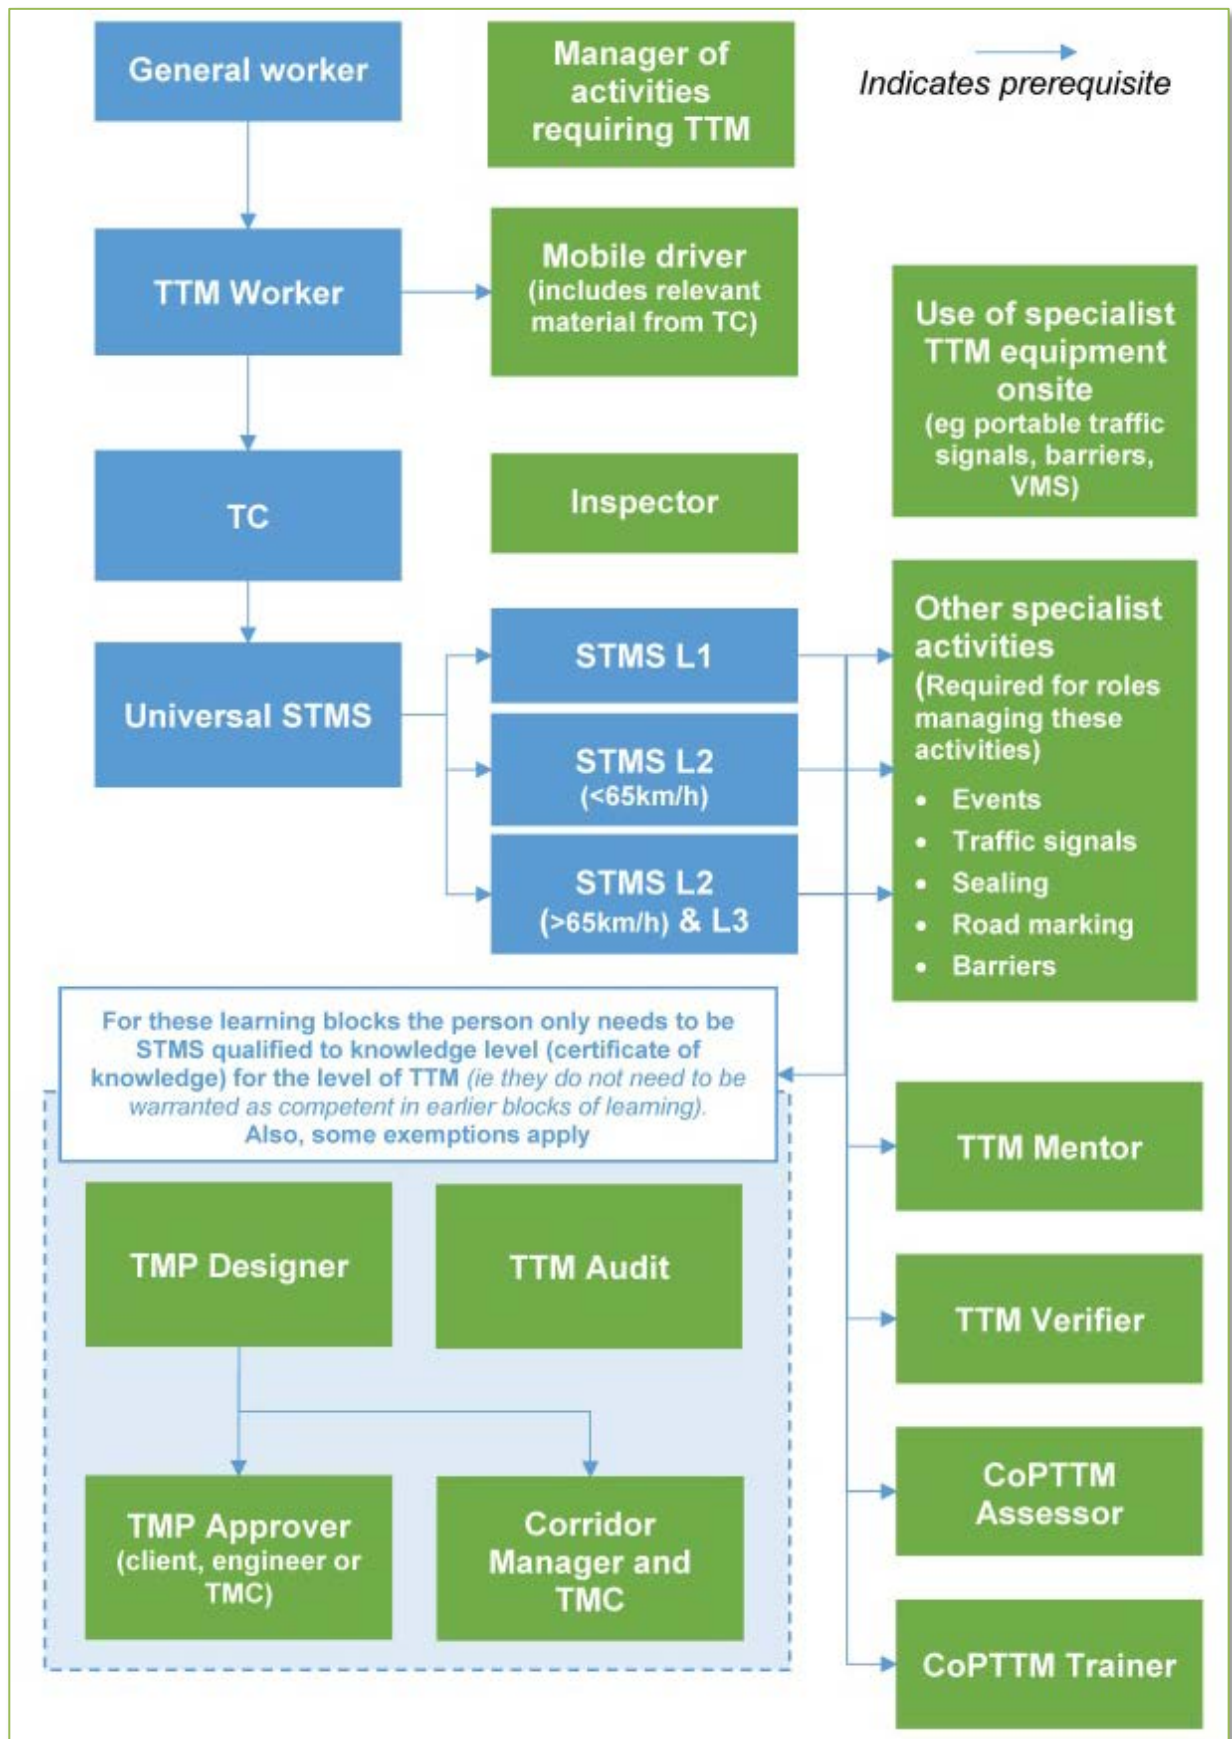 General worker
Manager of
activities
requiring TTM
Indicates prerequisite
TTM Worker
Mobile driver
(includes relevant
material from TC)
Use of specialist
TTM equipment
onsite
(eg portable traffic
signals, barriers,
VMS)
TC
Inspector
Universal STMS
STMS L1
STMS L2
(<65km/h)
STMS L2
(>65km/h) & L3
Other specialist
activities
(Required for roles
managing these
activities)
• Events
• Traffic signals
• Sealing
• Road marking
• Barriers
For these learning blocks the person only needs to be
STMS qualified to knowledge level (certificate of
knowledge) for the level of TTM (ie they do not need to be
warranted as competent in earlier blocks of learning).
Also, some exemptions apply
TMP Designer
TTM Audit
TMP Approver
(client, engineer or
TMC)
Corridor
Manager and
TMC
TTM Mentor
TTM Verifier
CoPTTM
Assessor
CoPTTM Trainer